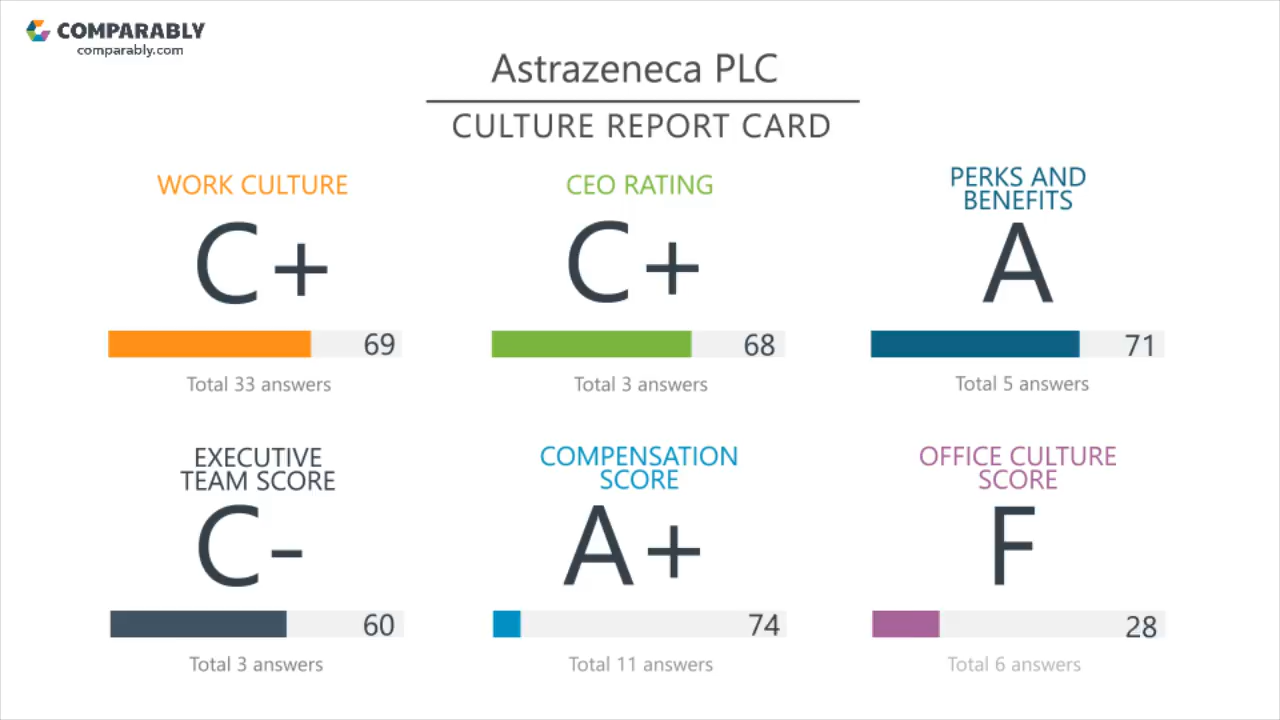 COMPARABLY
comparably.com
Astrazeneca PLC
CULTURE REPORT CARD
WORK CULTURE
C+
69
Total 33 answers
CEO RATING
C+
68
Total 3 answers
PERKS AND
BENEFITS
A
71
Total 5 answers
EXECUTIVE
TEAM SCORE
C-
60
Total 3 answers
COMPENSATION
SCORE
A+
74
Total 11 answers
OFFICE CULTURE
SCORE
F
28
Total 6 answers